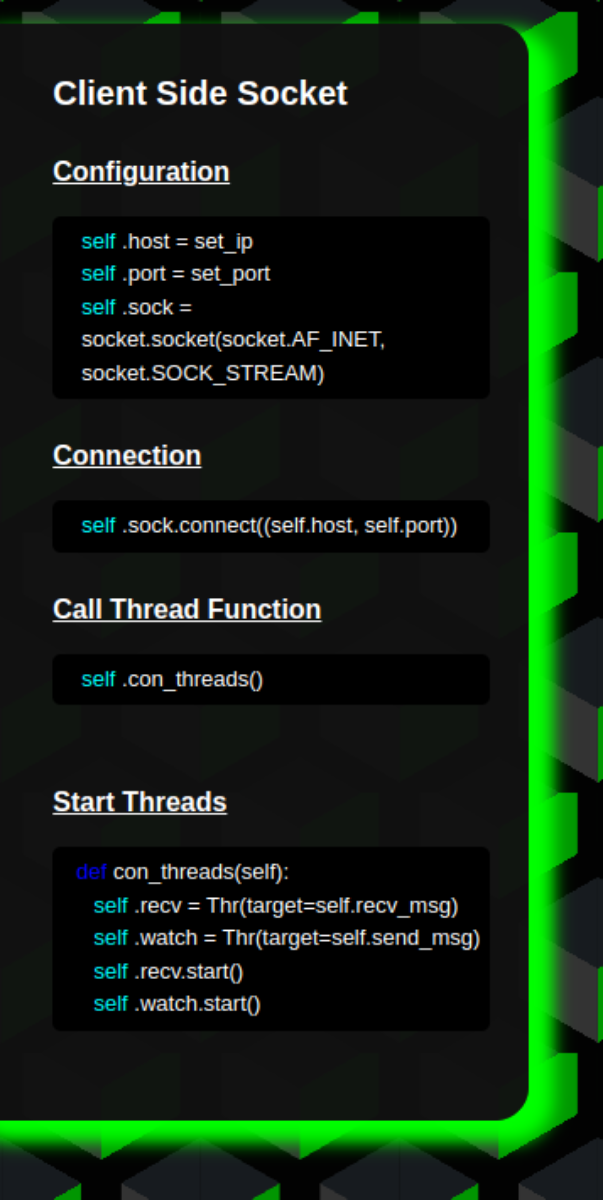 Client Side Socket
Configuration
self .host = set_ip
self .port = set_port
self .sock =
socket.socket(socket.AF_INET,
socket.SOCK_STREAM)
Connection
self .sock.connect((self.host, self.port))
Call Thread Function
self .con_threads()
Start Threads
def con_threads(self):
self .recv = Thr(target=self.recv_msg)
self .watch = Thr(target=self.send_msg)
self .recv.start()
self .watch.start()